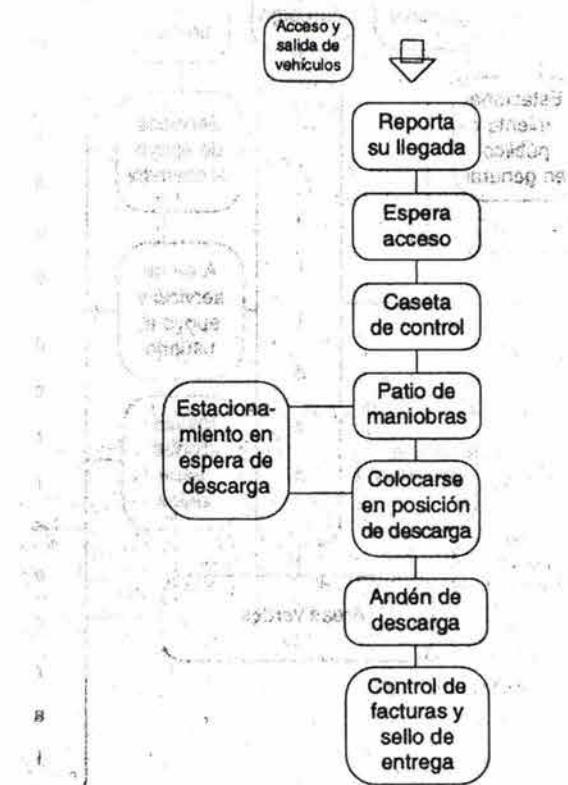 Acceso y
salida de
vehículos
Reporta
su llegada
Espera
acceso
Caseta
de control
Patio de
maniobras
Estaciona-
miento en
espera de
descarga
Colocarse
en posición
de descarga
Andén de
descarga
Control de
facturas y
sello de
entrega